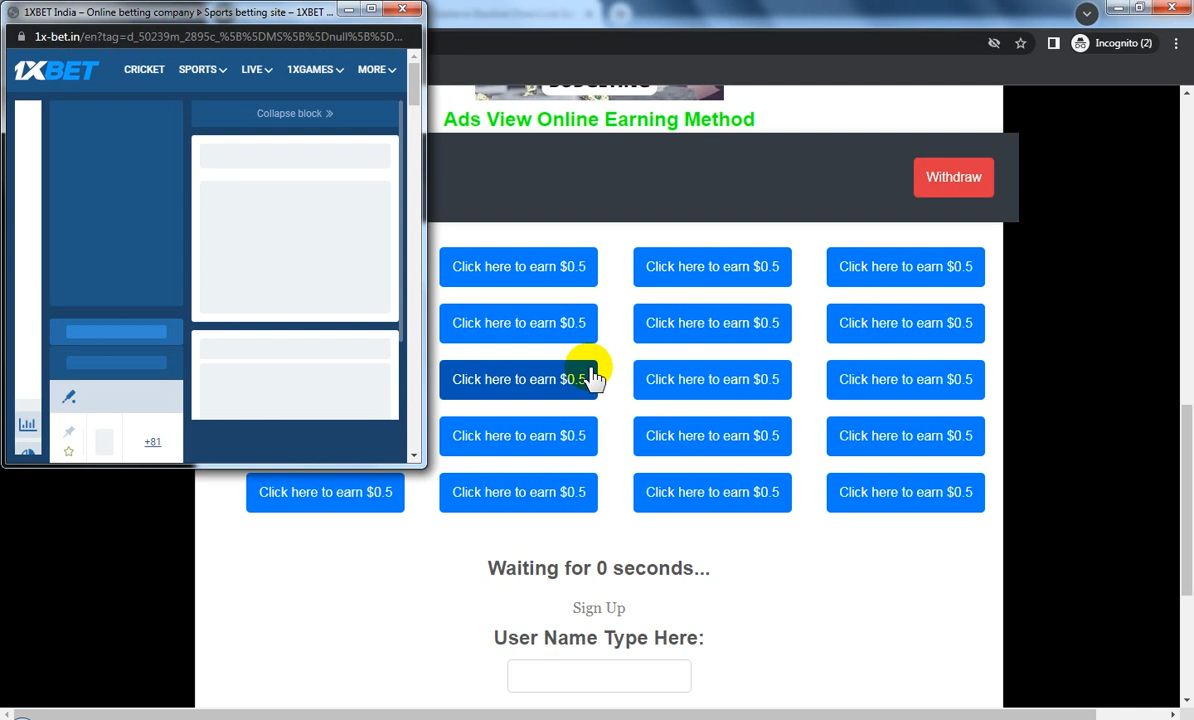 1XBET India – Online betting company ᐉ Sports betting site – 1XBET ...
1x-bet.in/en?tag=d_50239m_2895c_%5B%5DMS%5B%5Dnull%5B%5D...
Incognito (2)
1XBET CRICKET SPORTS LIVE 1XGAMES MORE
Collapse block
+81
Ads View Online Earning Method
Withdraw
Click here to earn $0.5 Click here to earn $0.5 Click here to earn $0.5
Click here to earn $0.5 Click here to earn $0.5 Click here to earn $0.5
Click here to earn $0.5 Click here to earn $0.5 Click here to earn $0.5
Click here to earn $0.5 Click here to earn $0.5 Click here to earn $0.5
Click here to earn $0.5 Click here to earn $0.5 Click here to earn $0.5 Click here to earn $0.5
Waiting for 0 seconds...
Sign Up
User Name Type Here: